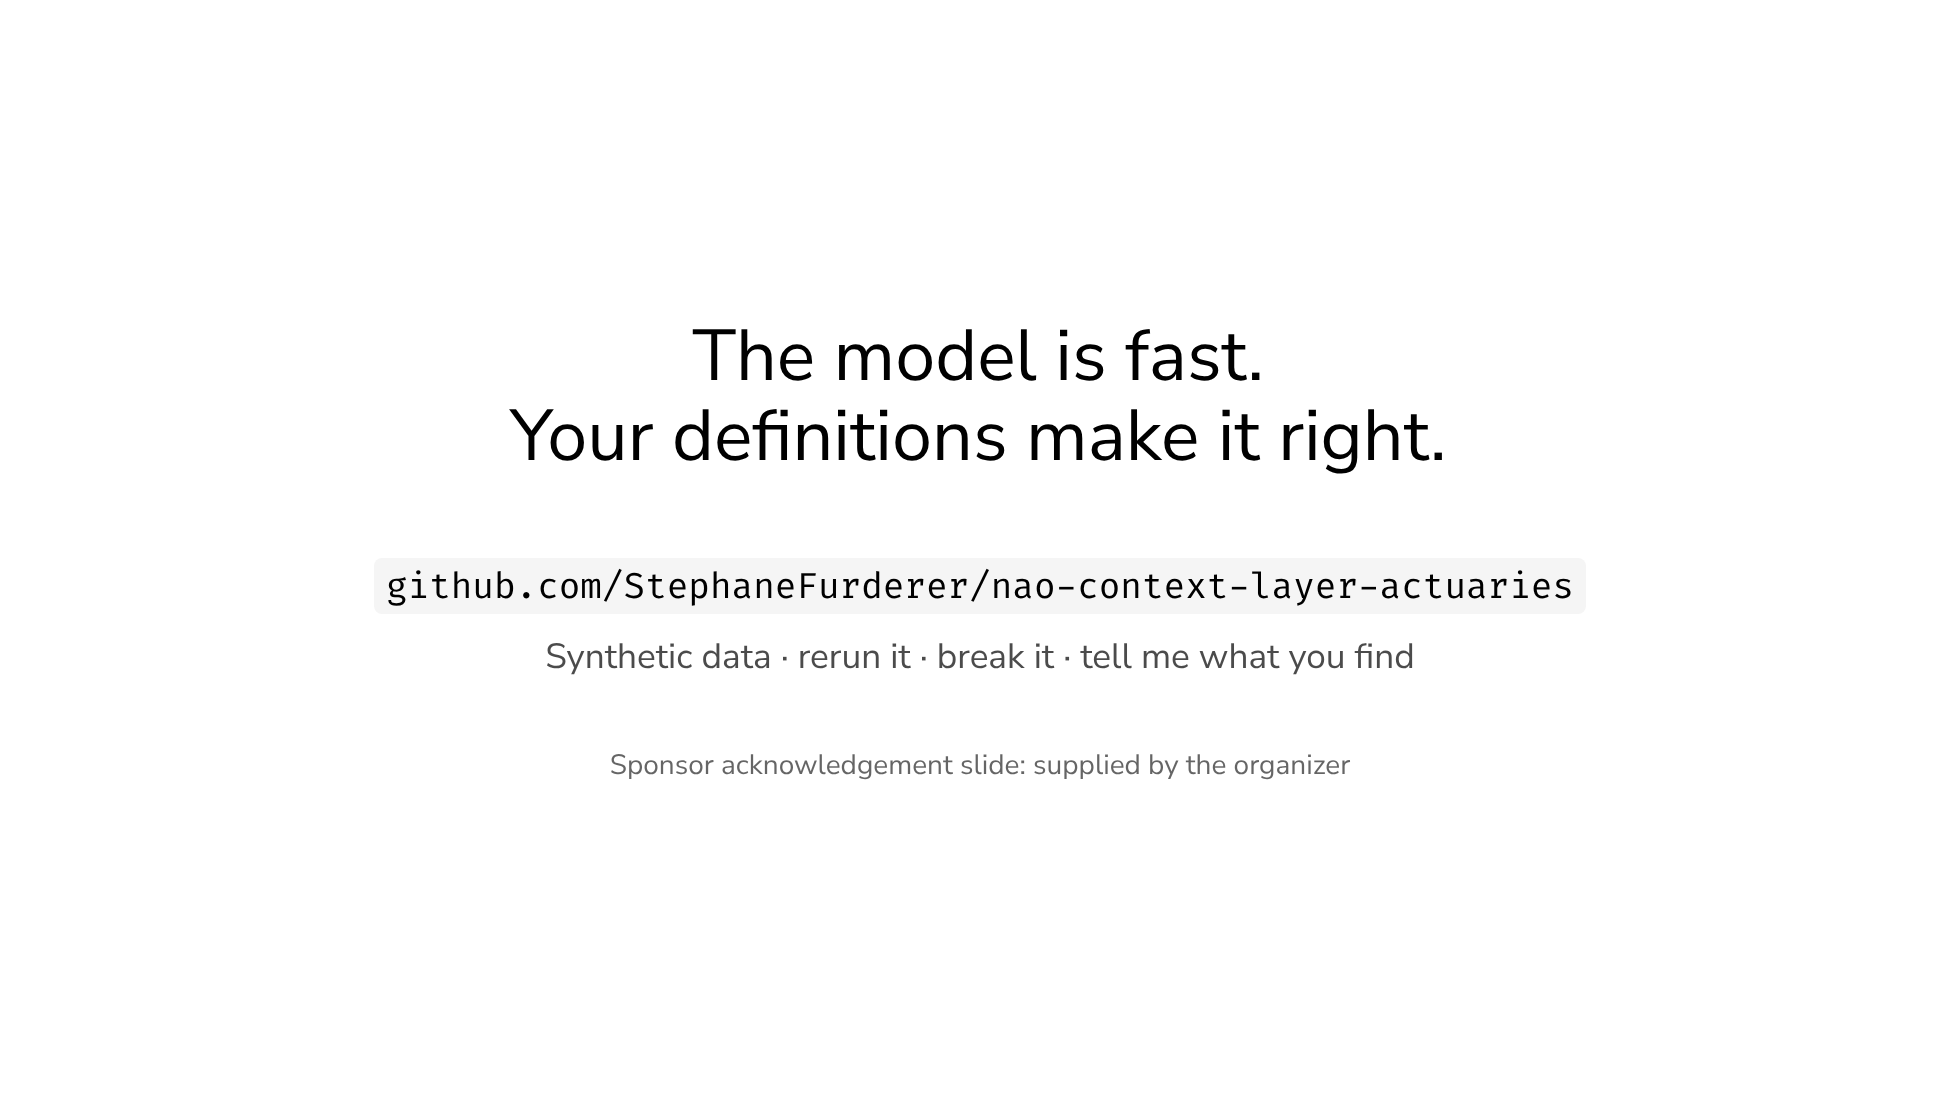 The model is fast.
Your definitions make it right.
github.com/StephaneFurderer/nao-context-layer-actuaries
Synthetic data · rerun it · break it · tell me what you find
Sponsor acknowledgement slide: supplied by the organizer